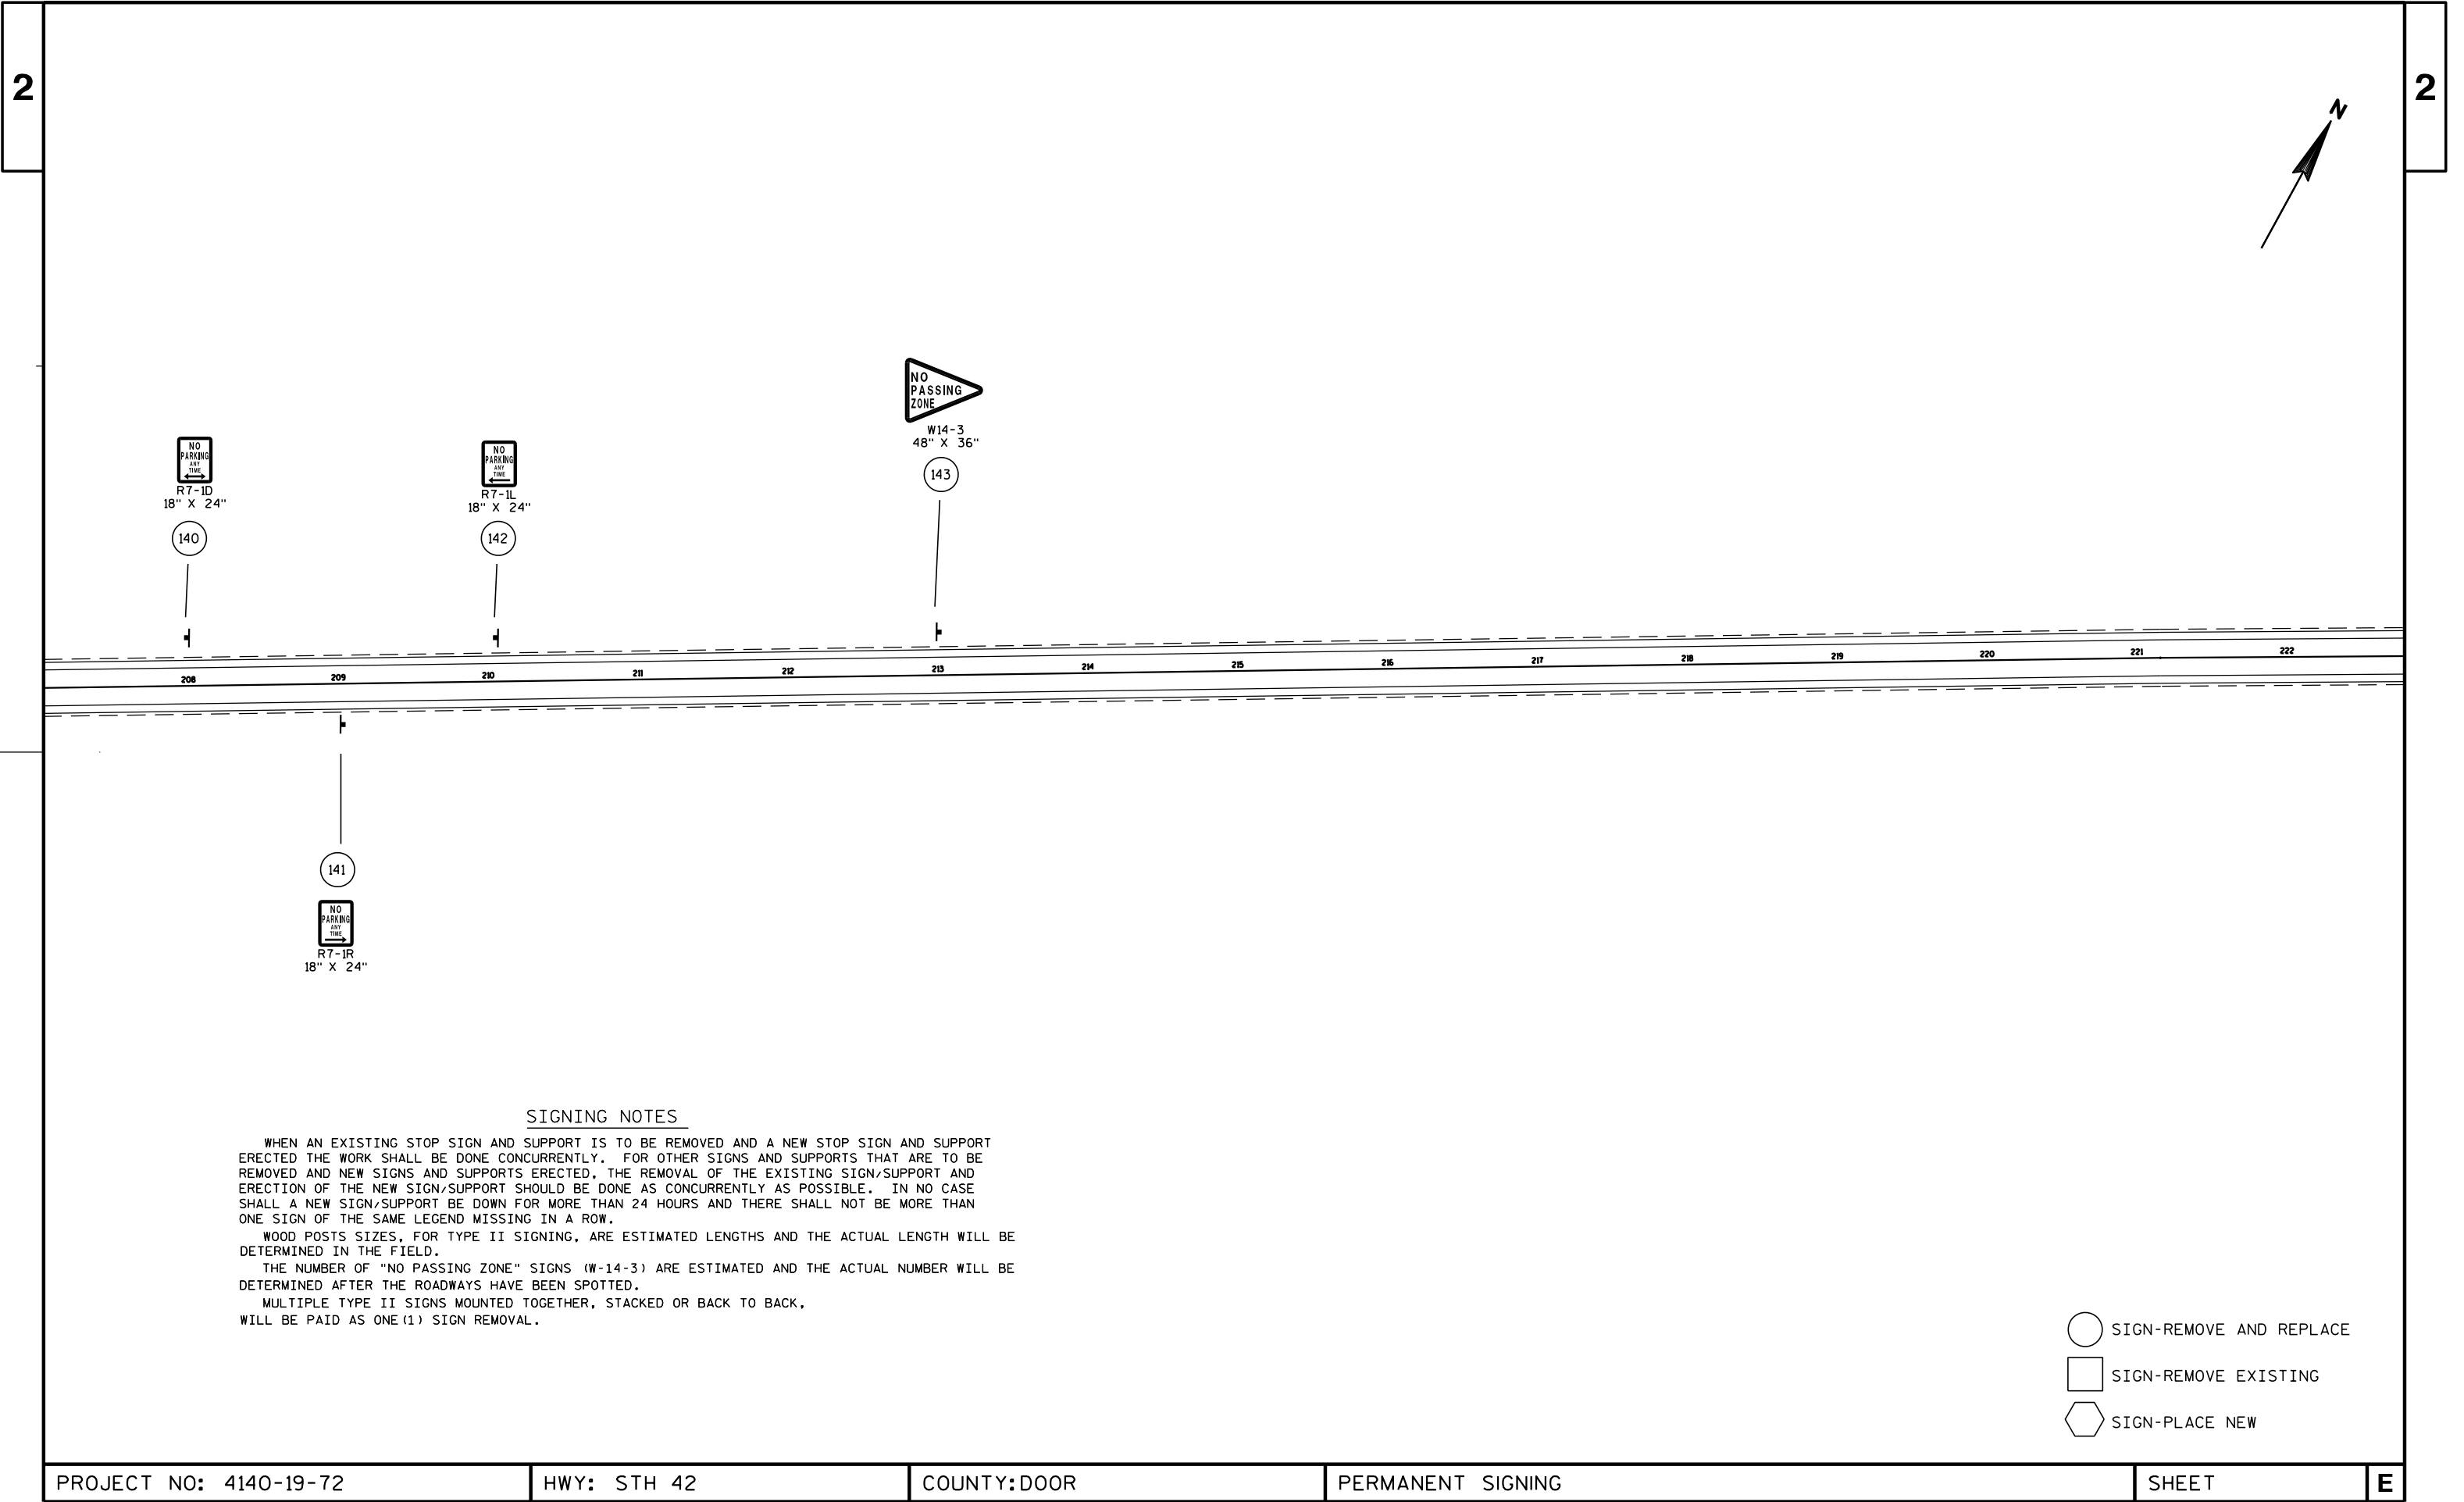 2
2
N
NO
PASSING
ZONE
W14-3
48" X 36"
143
NO
PARKING
ANY
TIME
R7-1D
18" X 24"
140
NO
PARKING
ANY
TIME
R7-1L
18" X 24"
142
208 209 210 211 212 213 214 215 216 217 218 219 220 221 222
141
NO
PARKING
ANY
TIME
R7-1R
18" X 24"
SIGNING NOTES
WHEN AN EXISTING STOP SIGN AND SUPPORT IS TO BE REMOVED AND A NEW STOP SIGN AND SUPPORT
ERECTED THE WORK SHALL BE DONE CONCURRENTLY. FOR OTHER SIGNS AND SUPPORTS THAT ARE TO BE
REMOVED AND NEW SIGNS AND SUPPORTS ERECTED, THE REMOVAL OF THE EXISTING SIGN/SUPPORT AND
ERECTION OF THE NEW SIGN/SUPPORT SHOULD BE DONE AS CONCURRENTLY AS POSSIBLE. IN NO CASE
SHALL A NEW SIGN/SUPPORT BE DOWN FOR MORE THAN 24 HOURS AND THERE SHALL NOT BE MORE THAN
ONE SIGN OF THE SAME LEGEND MISSING IN A ROW.
WOOD POSTS SIZES, FOR TYPE II SIGNING, ARE ESTIMATED LENGTHS AND THE ACTUAL LENGTH WILL BE
DETERMINED IN THE FIELD.
THE NUMBER OF "NO PASSING ZONE" SIGNS (W-14-3) ARE ESTIMATED AND THE ACTUAL NUMBER WILL BE
DETERMINED AFTER THE ROADWAYS HAVE BEEN SPOTTED.
MULTIPLE TYPE II SIGNS MOUNTED TOGETHER, STACKED OR BACK TO BACK,
WILL BE PAID AS ONE(1) SIGN REMOVAL.
SIGN-REMOVE AND REPLACE
SIGN-REMOVE EXISTING
SIGN-PLACE NEW
PROJECT NO: 4140-19-72 HWY: STH 42 COUNTY:DOOR PERMANENT SIGNING SHEET E